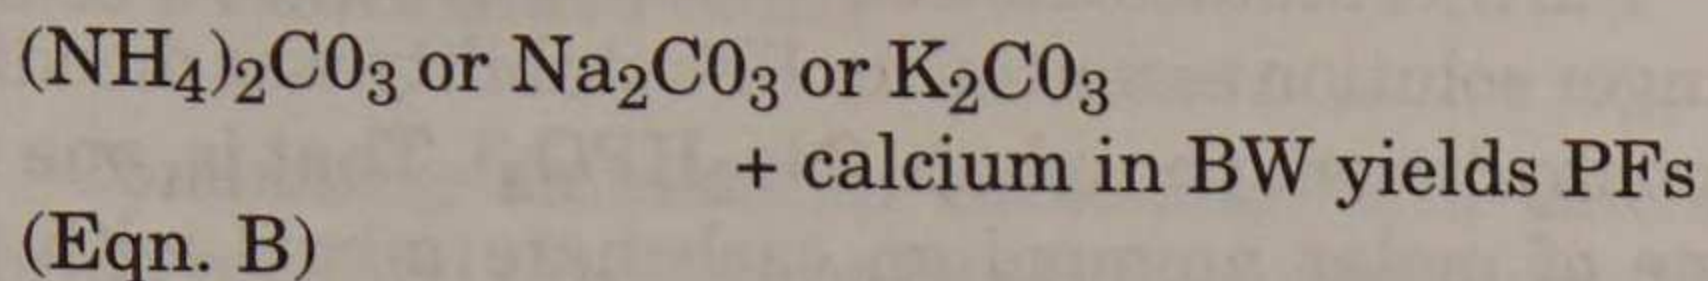 (NH₄)₂C0₃ or Na₂C0₃ or K₂C0₃
+ calcium in BW yields PFs
(Eqn. B)